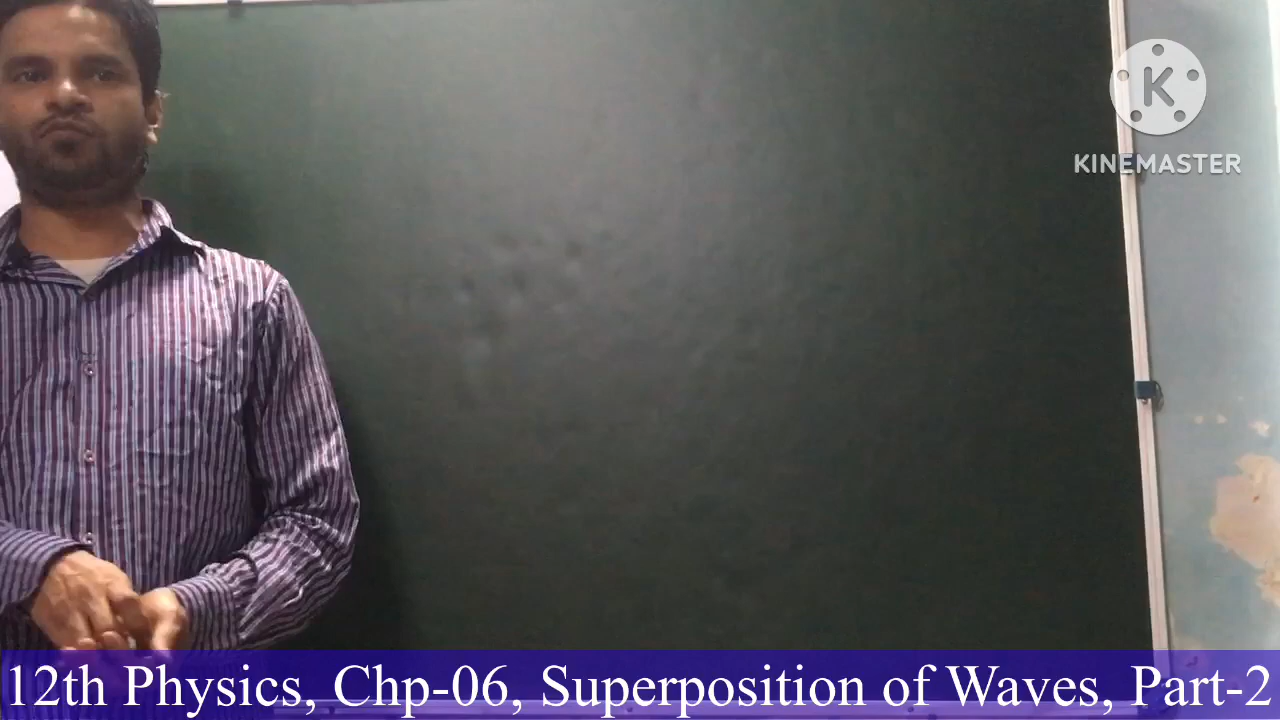 K
KINEMASTER
12th Physics, Chp-06, Superposition of Waves, Part-2